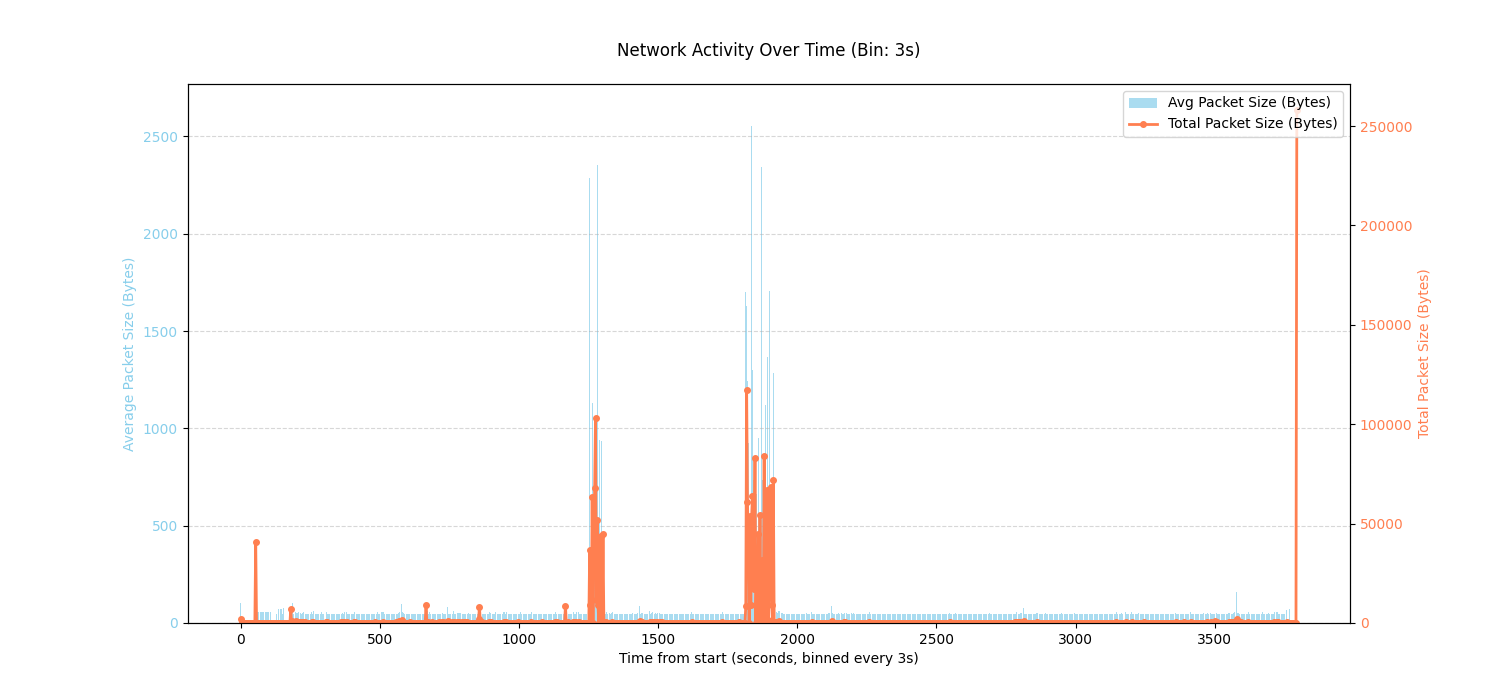 Network Activity Over Time (Bin: 3s)
Avg Packet Size (Bytes)
Total Packet Size (Bytes)
Average Packet Size (Bytes)
2500
2000
1500
1000
500
0
250000
200000
150000
100000
50000
0
Total Packet Size (Bytes)
0 500 1000 1500 2000 2500 3000 3500
Time from start (seconds, binned every 3s)